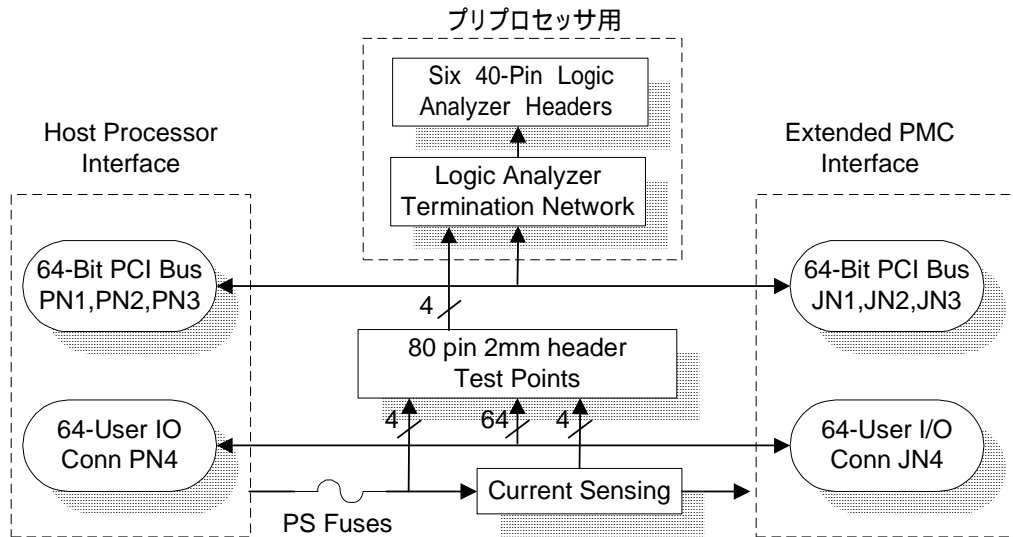 プリプロセッサ用
Six 40-Pin Logic
Analyzer Headers
Host Processor
Interface
Extended PMC
Interface
Logic Analyzer
Termination Network
64-Bit PCI Bus
PN1,PN2,PN3
64-Bit PCI Bus
JN1,JN2,JN3
4
80 pin 2mm header
Test Points
4
64
4
64-User IO
Conn PN4
64-User I/O
Conn JN4
Current Sensing
PS Fuses